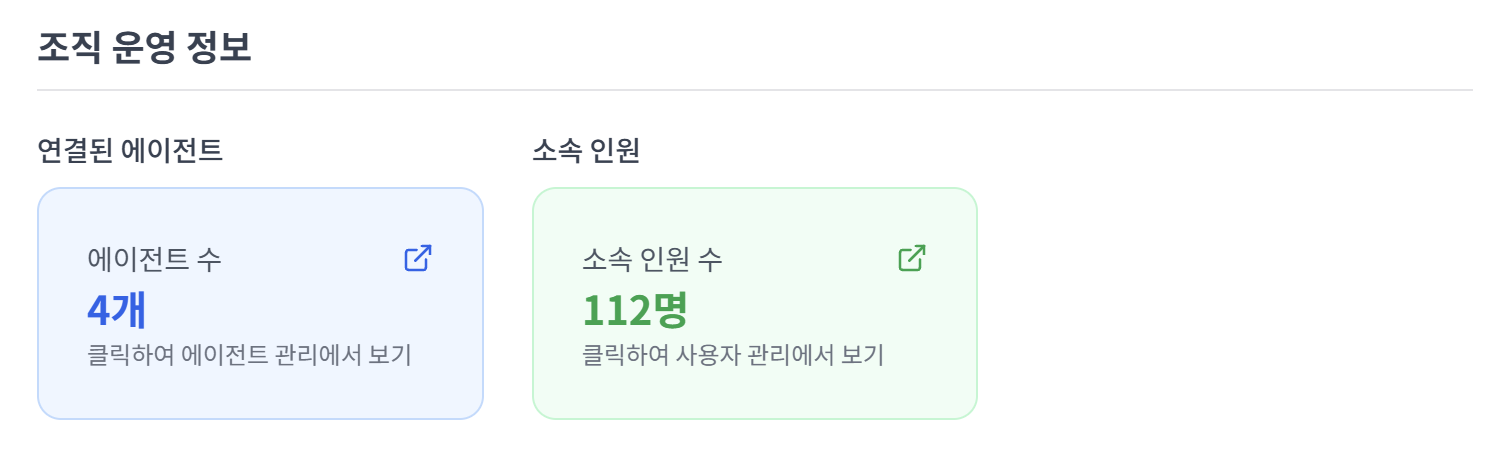 조직 운영 정보
연결된 에이전트
소속 인원
에이전트 수
4개
클릭하여 에이전트 관리에서 보기
소속 인원 수
112명
클릭하여 사용자 관리에서 보기